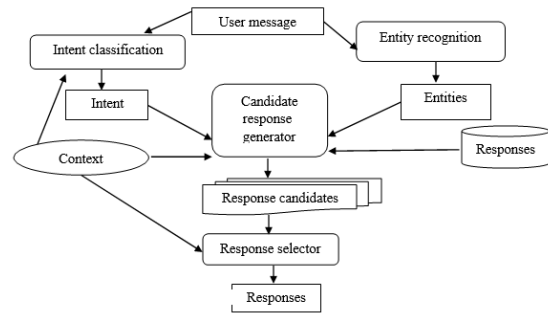 User message
Intent classification
Entity recognition
Intent
Candidate
response
generator
Entities
Context
Responses
Response candidates
Response selector
Responses